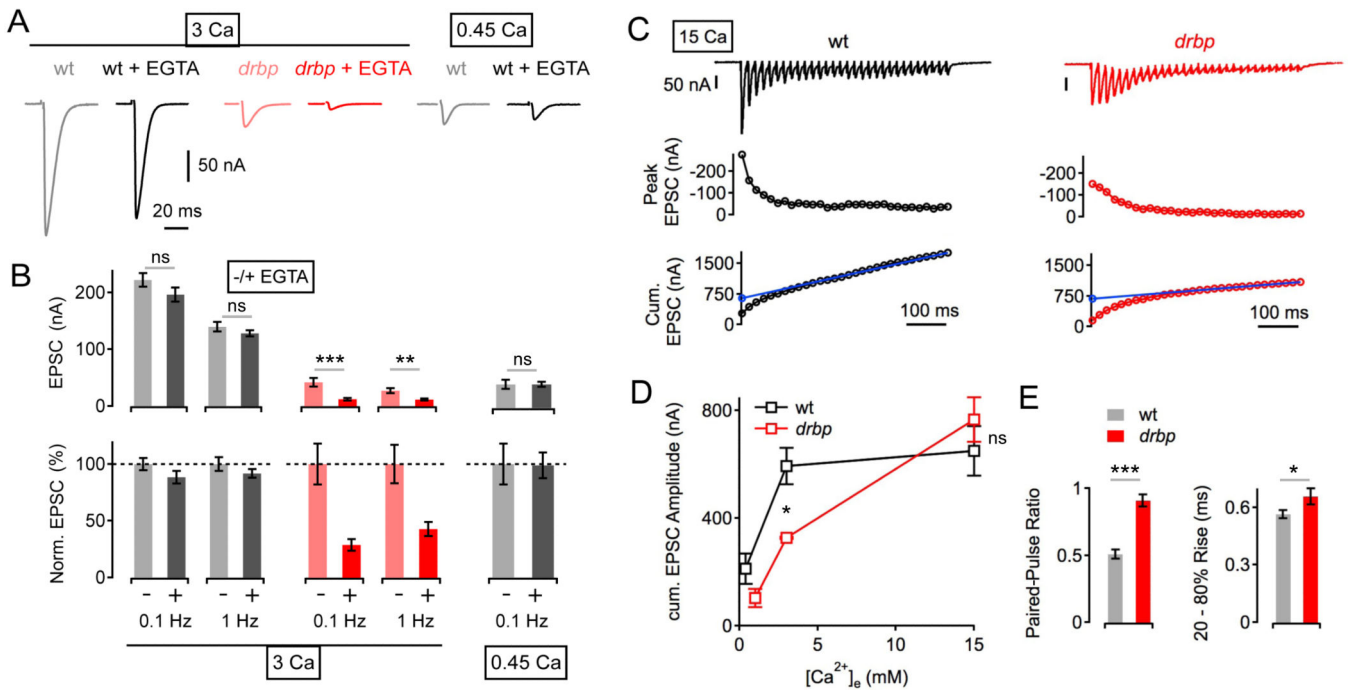 A
3 Ca
0.45 Ca
wt
wt + EGTA
drbp
drbp + EGTA
wt
wt + EGTA
50 nA
20 ms
B
-/+ EGTA
EPSC (nA)
200
100
0
ns
ns
***
**
ns
Norm. EPSC (%)
100
50
0
- + - + - + - + - +
0.1 Hz 1 Hz 0.1 Hz 1 Hz 0.1 Hz
3 Ca
0.45 Ca
C
15 Ca
wt
drbp
50 nA
Peak
EPSC (nA)
-200
-100
0
-200
-100
0
Cum.
EPSC (nA)
1500
750
0
100 ms
1500
750
0
100 ms
D
wt
drbp
cum. EPSC Amplitude (nA)
800
400
0
*
ns
0 5 10 15
[Ca2+]e (mM)
E
wt
drbp
Paired-Pulse Ratio
1
0.5
0
***
20 - 80% Rise (ms)
0.6
0.3
0
*